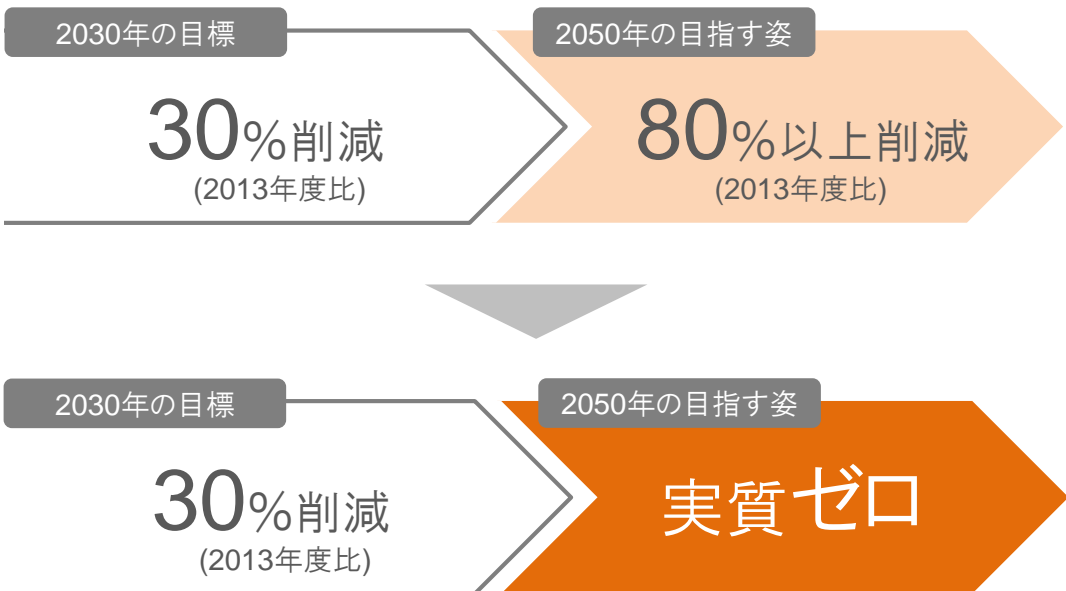 2030年の目標
2050年の目指す姿
30%削減
(2013年度比)
80%以上削減
(2013年度比)
2030年の目標
2050年の目指す姿
30%削減
(2013年度比)
実質ゼロ